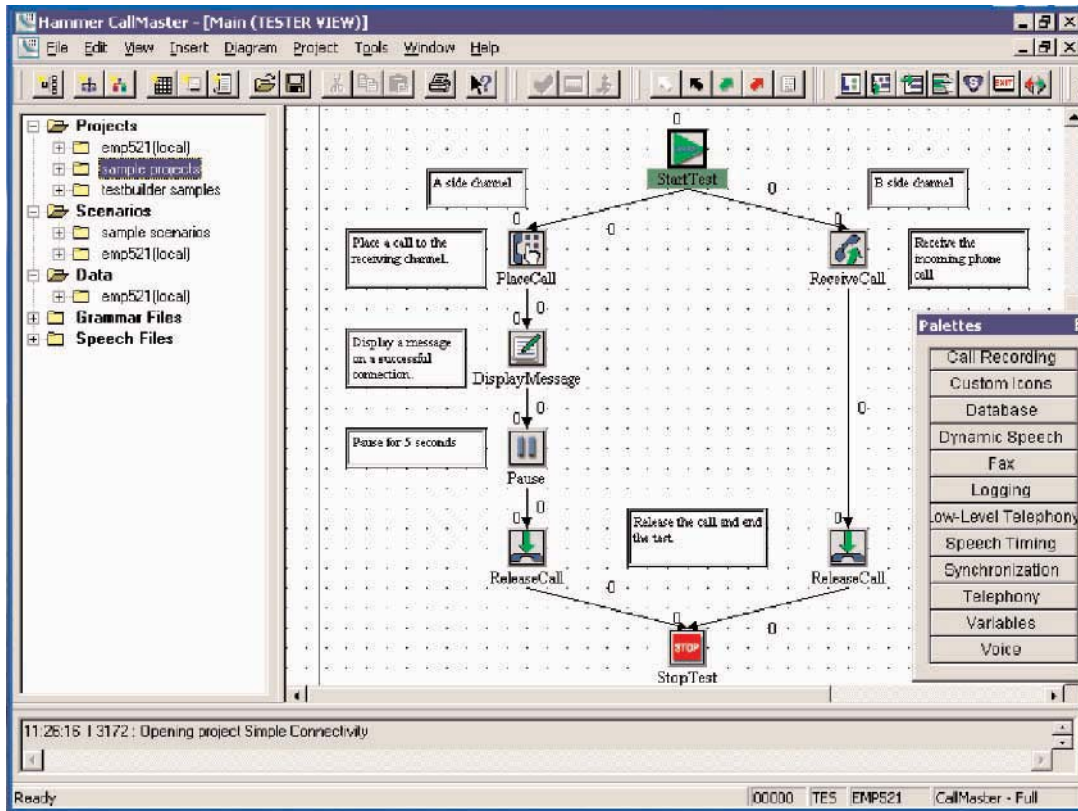 Hammer CallMaster - [Main (TESTER VIEW)]
File Edit View Insert Diagram Project Tools Window Help
EXIT
Projects
emp521(local)
sample projects
testbuilder samples
Scenarios
sample scenarios
emp521(local)
Data
emp521(local)
Grammar Files
Speech Files
0
StartTest
0
0
A side channel
B side channel
0
0
Place a call to the
receiving channel.
PlaceCall
ReceiveCall
Receive the
incoming phone
call
0
0
Display a message
on a successful
connection.
DisplayMessage
0
0
0
Pause for 5 seconds
Pause
0
0
0
0
Release the call and end
the test.
ReleaseCall
ReleaseCall
0
0
0
STOP
StopTest
Palettes
Call Recording
Custom Icons
Database
Dynamic Speech
Fax
Logging
Low-Level Telephony
Speech Timing
Synchronization
Telephony
Variables
Voice
11:26:16 I 3172 : Opening project Simple Connectivity
Ready
00000 TES EMP521 CallMaster - Full